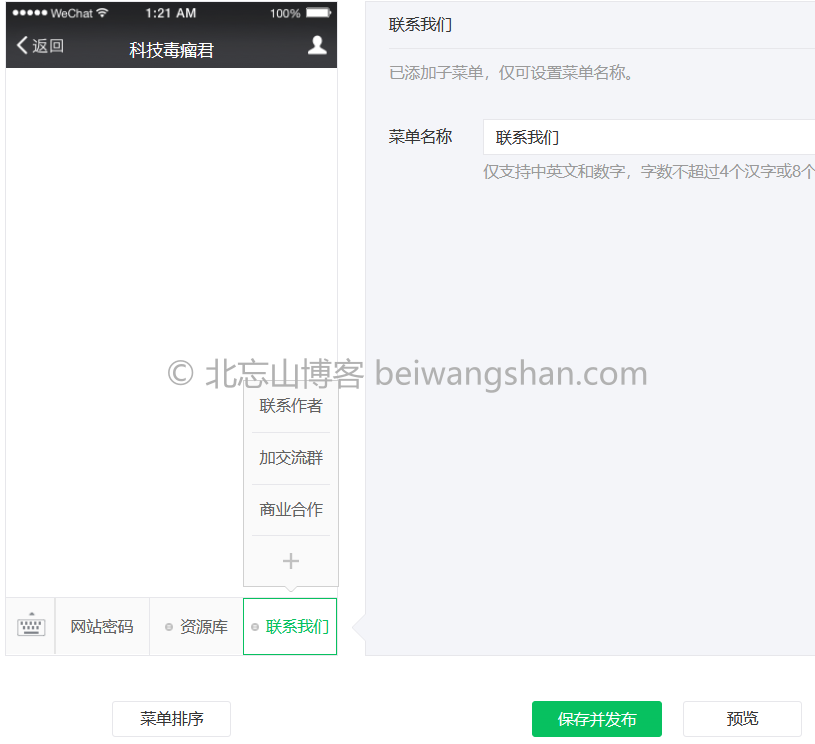 WeChat 1:21 AM 100%
返回 科技毒瘤君
联系我们
已添加子菜单，仅可设置菜单名称。
菜单名称 联系我们
仅支持中英文和数字，字数不超过4个汉字或8个
© 北忘山博客 beiwangshan.com
联系作者
加交流群
商业合作
+
网站密码 资源库 联系我们
菜单排序 保存并发布 预览